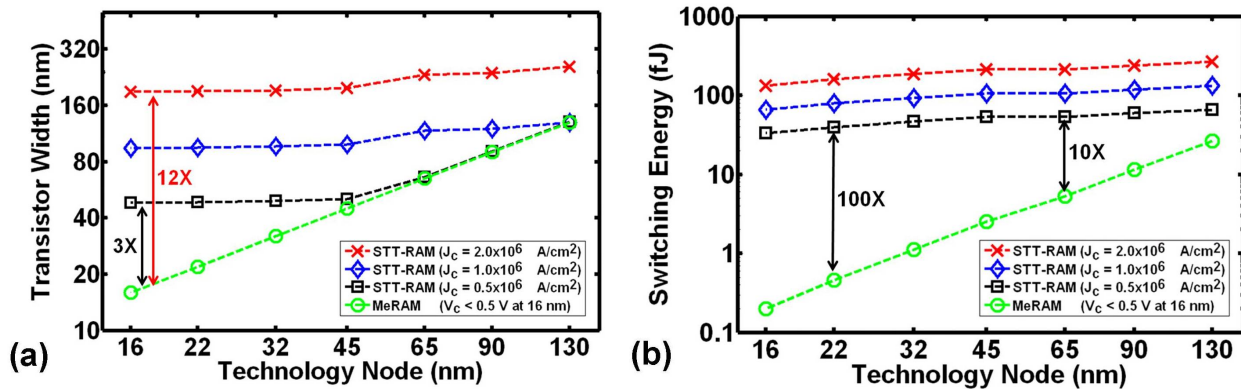 (a)
Transistor Width (nm)
320
160
80
40
20
10
12X
3X
STT-RAM (J_C = 2.0x10^6 A/cm^2)
STT-RAM (J_C = 1.0x10^6 A/cm^2)
STT-RAM (J_C = 0.5x10^6 A/cm^2)
MeRAM (V_C < 0.5 V at 16 nm)
16 22 32 45 65 90 130
Technology Node (nm)
(b)
Switching Energy (fJ)
1000
100
10
1
0.1
100X
10X
STT-RAM (J_C = 2.0x10^6 A/cm^2)
STT-RAM (J_C = 1.0x10^6 A/cm^2)
STT-RAM (J_C = 0.5x10^6 A/cm^2)
MeRAM (V_C < 0.5 V at 16 nm)
16 22 32 45 65 90 130
Technology Node (nm)